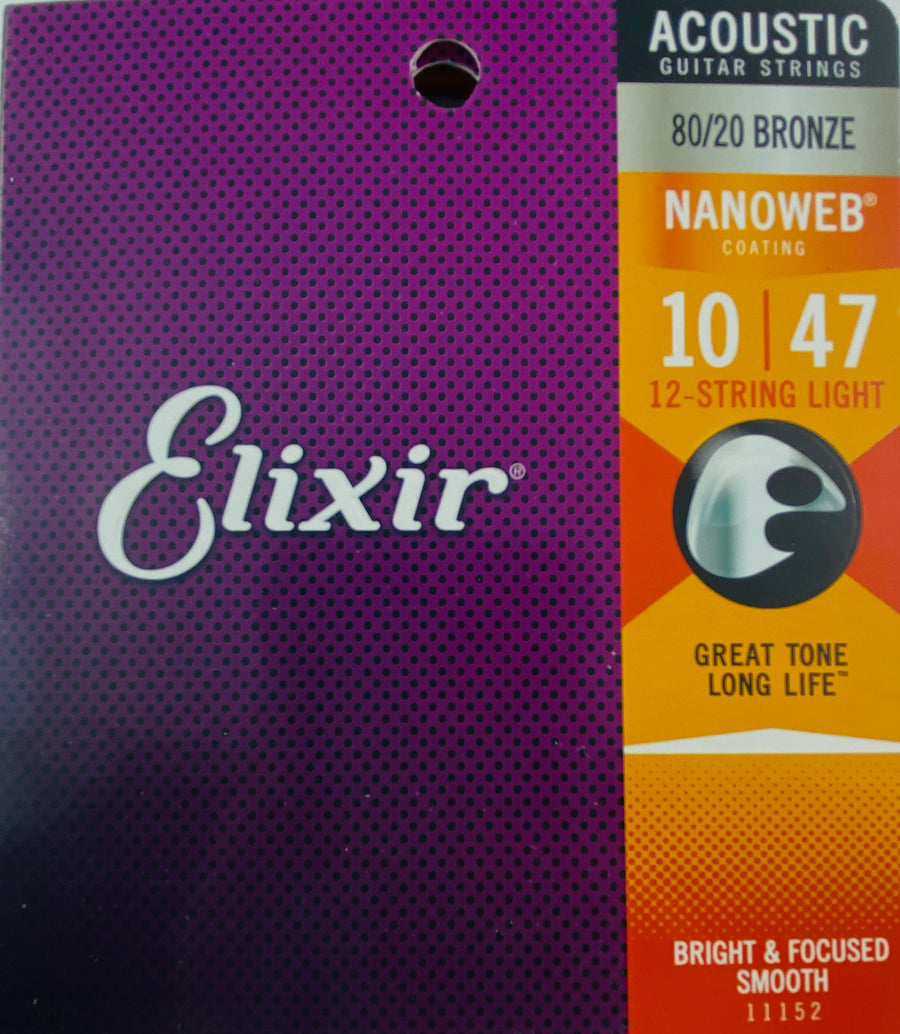 ACOUSTIC
GUITAR STRINGS
80/20 BRONZE
NANOWEB®
COATING
10 | 47
12-STRING LIGHT
Elixir®
GREAT TONE
LONG LIFE™
BRIGHT & FOCUSED
SMOOTH
11152